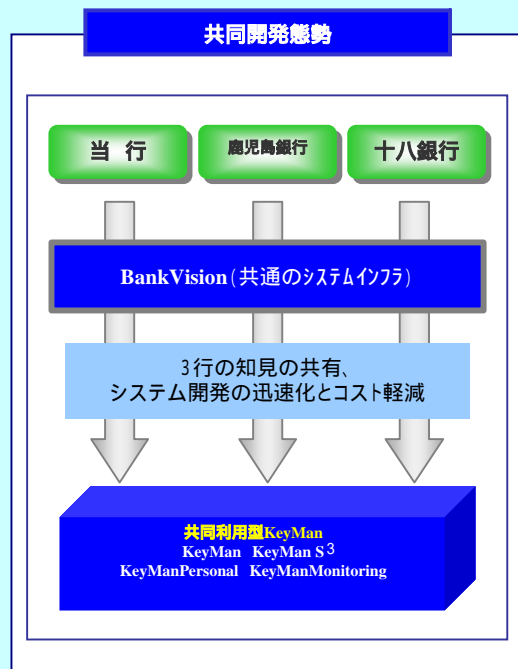 共同開発態勢
当 行
鹿児島銀行
十八銀行
BankVision(共通のシステムインフラ)
3行の知見の共有、
システム開発の迅速化とコスト軽減
共同利用型KeyMan
KeyMan KeyMan S3
KeyManPersonal KeyManMonitoring